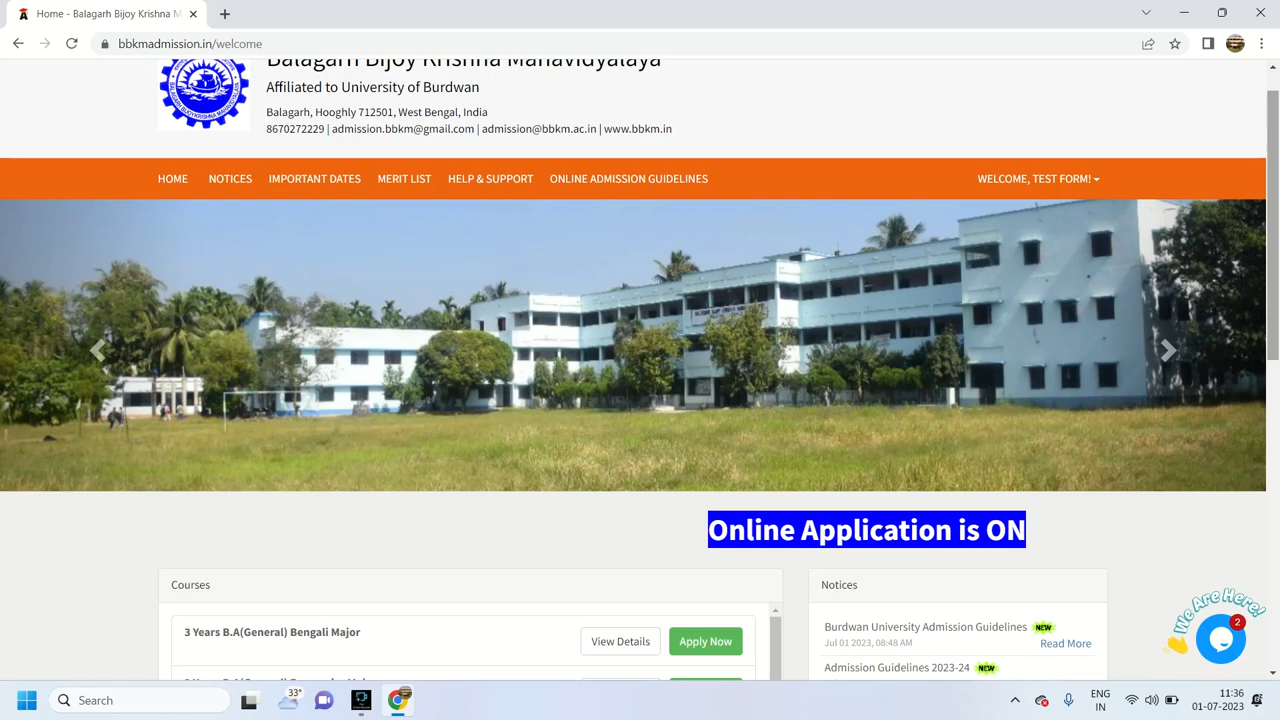 Home - Balagarh Bijoy Krishna M
bbkmadmission.in/welcome
Balagarh Bijoy Krishna Mahavidyalaya
Affiliated to University of Burdwan
Balagarh, Hooghly 712501, West Bengal, India
8670272229 | admission.bbkm@gmail.com | admission@bbkm.ac.in | www.bbkm.in
HOME NOTICES IMPORTANT DATES MERIT LIST HELP & SUPPORT ONLINE ADMISSION GUIDELINES WELCOME, TEST FORM!
Online Application is ON
Courses
3 Years B.A(General) Bengali Major
View Details Apply Now
Notices
Burdwan University Admission Guidelines NEW
Jul 01 2023, 08:48 AM
Read More
Admission Guidelines 2023-24 NEW
We Are Here!
2
Search
33°
ENG
IN
11:36
01-07-2023